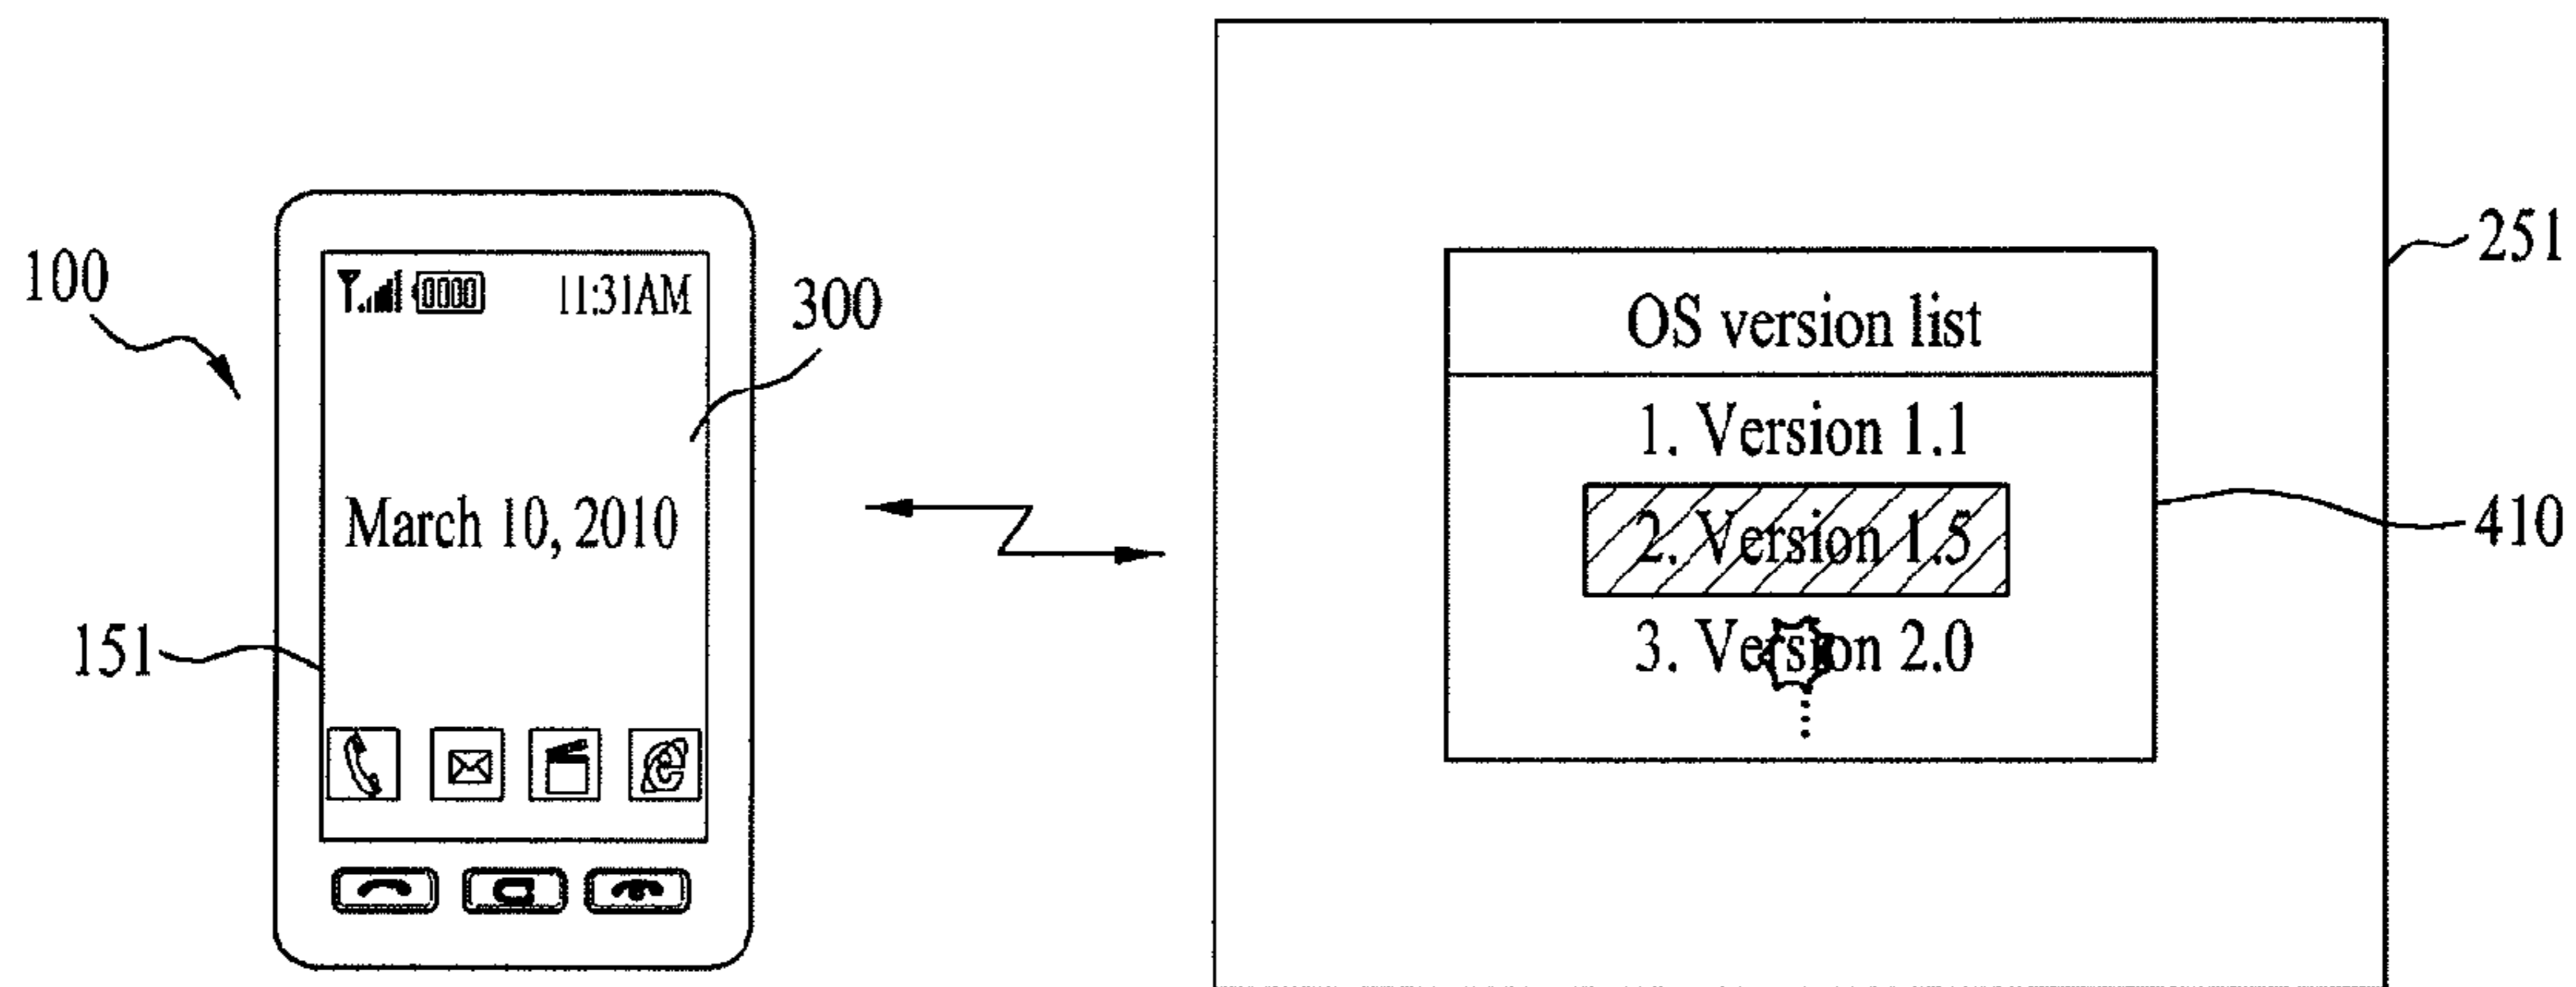 100
11:31AM
300
March 10, 2010
151
251
OS version list
1. Version 1.1
2. Version 1.5
3. Version 2.0
410